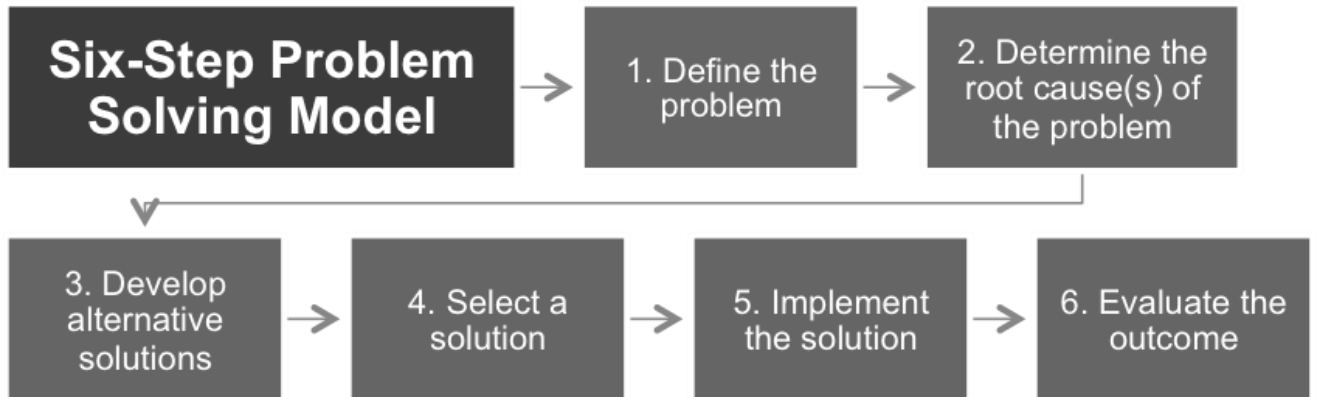 Six-Step Problem
Solving Model
1. Define the
problem
2. Determine the
root cause(s) of
the problem
3. Develop
alternative
solutions
4. Select a
solution
5. Implement
the solution
6. Evaluate the
outcome